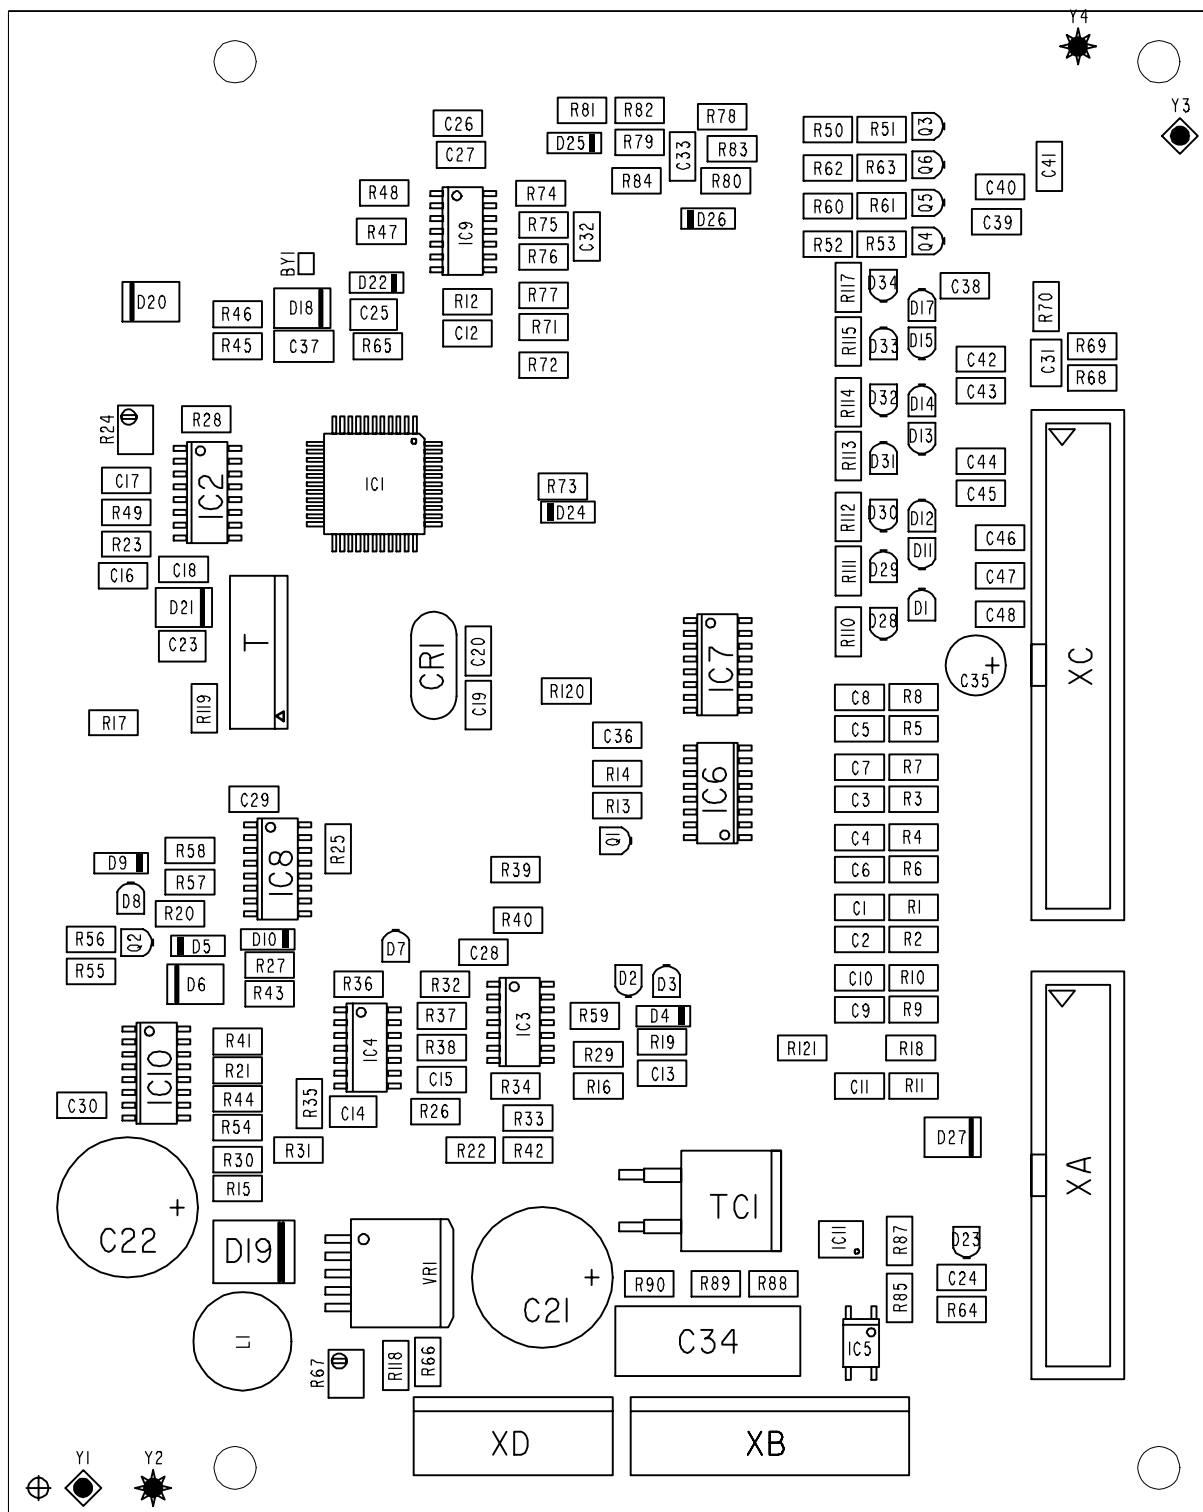 Y4
Y3
R81 R82 R78
C26 R50 R51 Q3
D25 R79 C33 R83
C27 C41
R62 R63 Q6
R84 R80
R48 R74 C40
IC9 R60 R61 Q5
R75 C32 D26 C39
R47
R52 R53 Q4
R76
BY1
D22 R117 D34 C38
D20 D18 R12 R77 D17 R70
R46 C25
C12 R71
R45 C37 R65 R115 D33 D15 C31 R69
R72 C42
R68
C43
R114 D32 D14
R24 R28
D13
R113 D31 C44
C17 IC2 IC1 R73
C45
R49 D24 R112 D30 D12
C46
R23 D11
C16 C18 R111 D29 C47
D21 D1
C48
C23 T R110 D28
CR1 C20 IC7 XC
C35
R120
R119 C19 C8 R8
R17
C36 C5 R5
R14 C7 R7
IC6
C29 R13 C3 R3
Q1 C4 R4
R58 R25
D9 IC8 R39 C6 R6
R57
D8
R20 R40 C1 R1
R56 Q2 D5 D10 D7 C2 R2
C28
R55 D6 R27 D2 D3 C10 R10
R43 R36 R32
R37 IC3 R59 D4 C9 R9
R41 IC4 R38 R19 R121 R18
IC10 R29
R21 C15 C13
R34 R16 C11 R11
C30 R44 R35 C14 R26
R33
R54 D27
R31 R22 R42
R30
R15 XA
TC1
C22 D19 IC11 R87 D23
VR1
R90 R89 R88 C24
R85
C21 R64
L1 C34 IC5
R67 R118 R66
XD XB
Y1 Y2